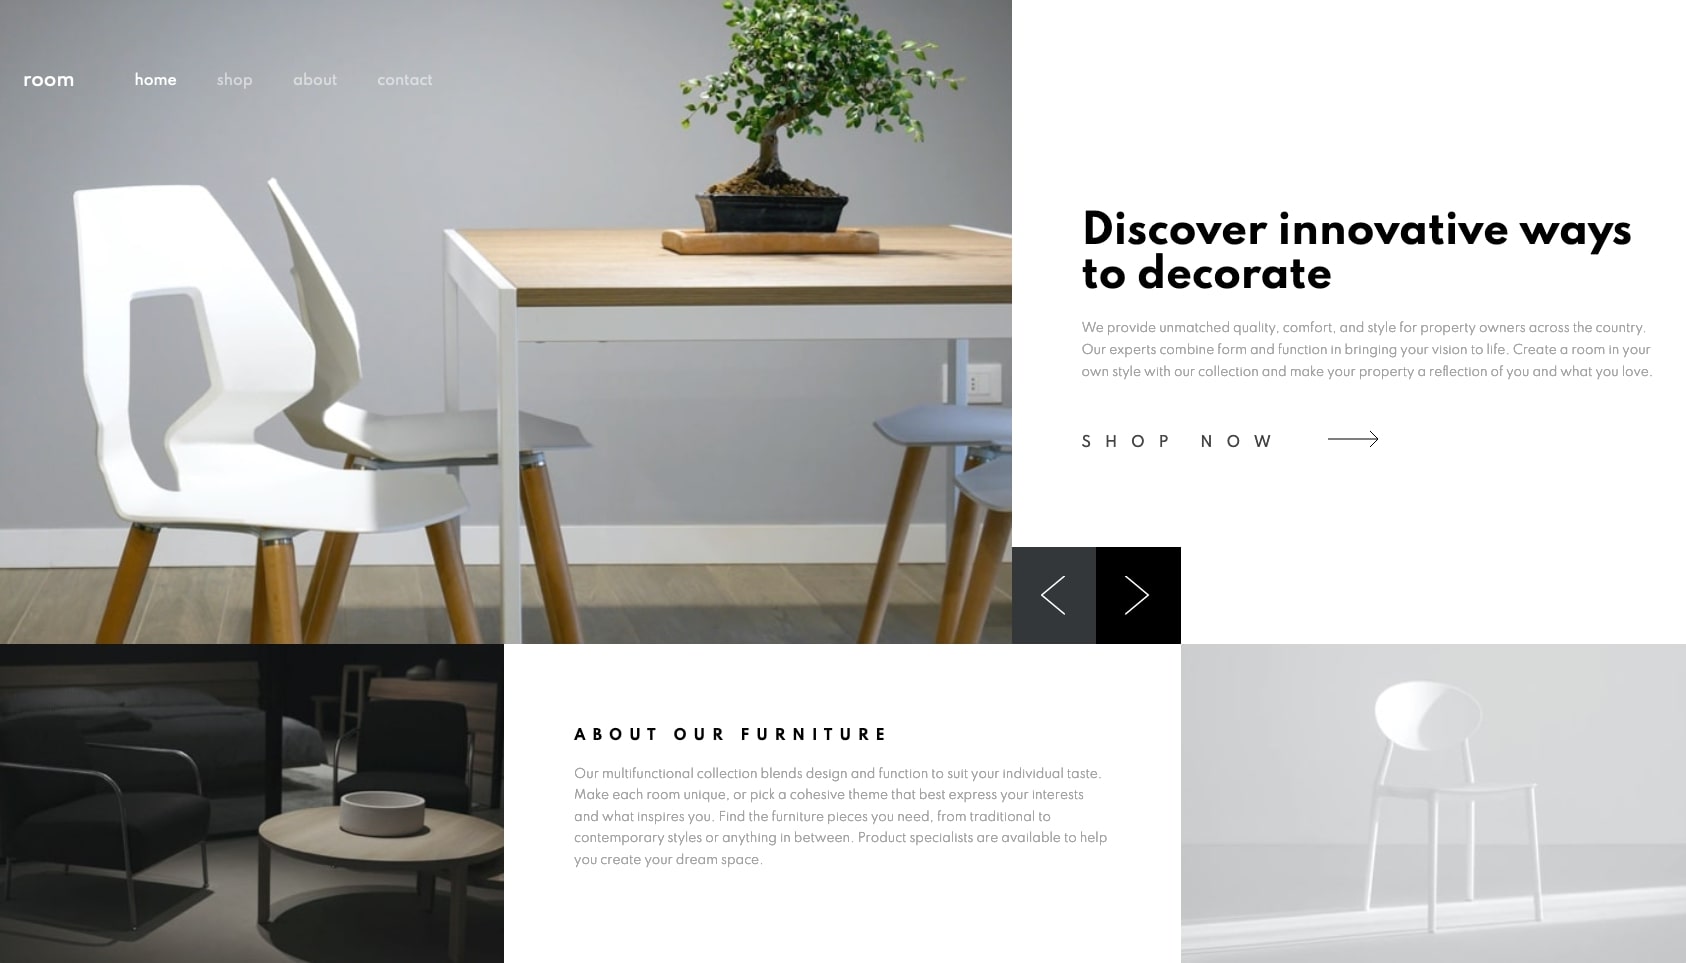 room home shop about contact
Discover innovative ways
to decorate
We provide unmatched quality, comfort, and style for property owners across the country.
Our experts combine form and function in bringing your vision to life. Create a room in your
own style with our collection and make your property a reflection of you and what you love.
SHOP NOW
ABOUT OUR FURNITURE
Our multifunctional collection blends design and function to suit your individual taste.
Make each room unique, or pick a cohesive theme that best express your interests
and what inspires you. Find the furniture pieces you need, from traditional to
contemporary styles or anything in between. Product specialists are available to help
you create your dream space.